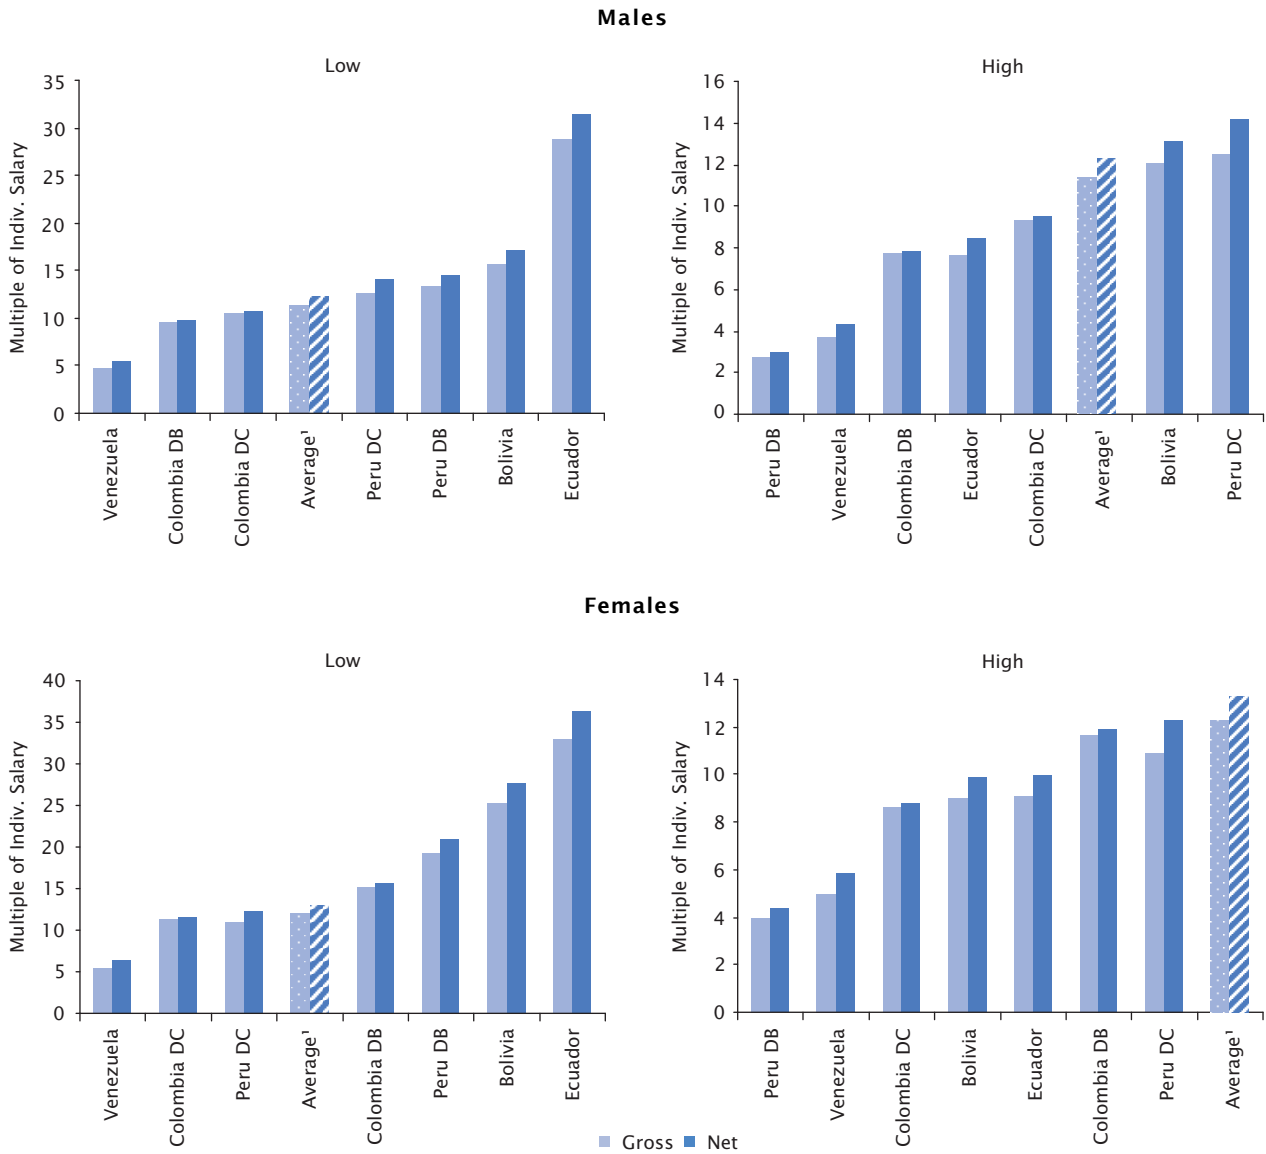 Males
Low
Multiple of Indiv. Salary
35
30
25
20
15
10
5
0
Venezuela
Colombia DB
Colombia DC
Average¹
Peru DC
Peru DB
Bolivia
Ecuador
High
Multiple of Indiv. Salary
16
14
12
10
8
6
4
2
0
Peru DB
Venezuela
Colombia DB
Ecuador
Colombia DC
Average¹
Bolivia
Peru DC
Females
Low
Multiple of Indiv. Salary
40
35
30
25
20
15
10
5
0
Venezuela
Colombia DC
Peru DC
Average¹
Colombia DB
Peru DB
Bolivia
Ecuador
High
Multiple of Indiv. Salary
14
12
10
8
6
4
2
0
Peru DB
Venezuela
Colombia DC
Bolivia
Ecuador
Colombia DB
Peru DC
Average¹
Gross Net